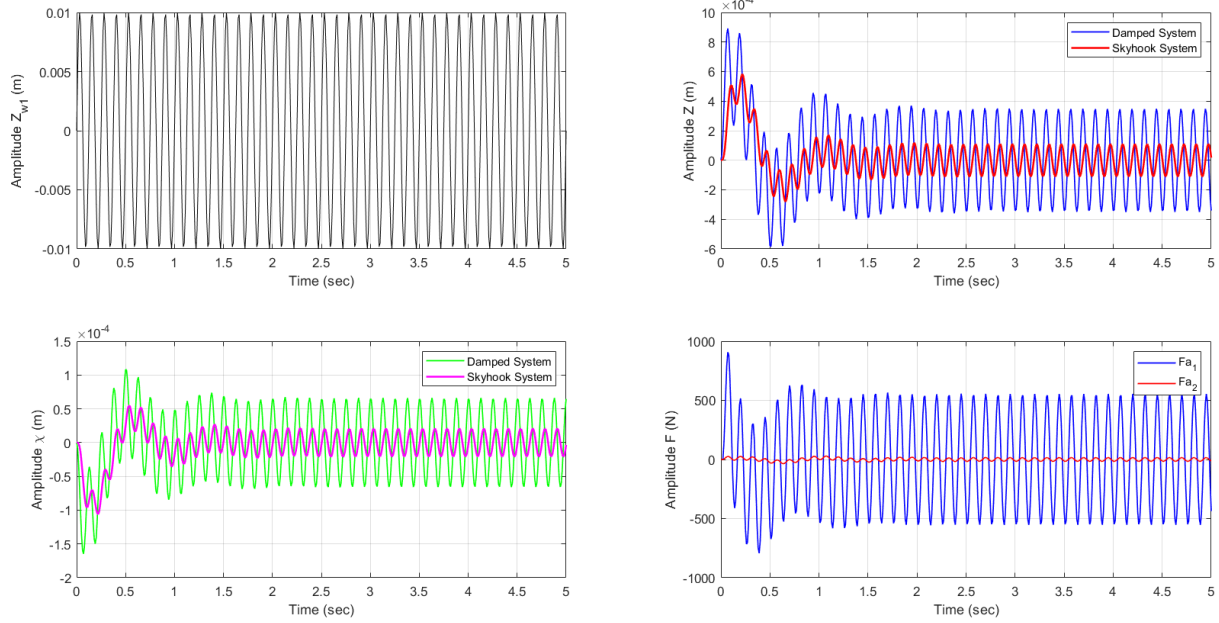 0.01
0.005
0
-0.005
-0.01
Amplitude Z_w1 (m)
0 0.5 1 1.5 2 2.5 3 3.5 4 4.5 5
Time (sec)
×10^-4
10
8
6
4
2
0
-2
-4
-6
Amplitude Z (m)
Damped System
Skyhook System
0 0.5 1 1.5 2 2.5 3 3.5 4 4.5 5
Time (sec)
×10^-4
1.5
1
0.5
0
-0.5
-1
-1.5
-2
Amplitude χ (m)
Damped System
Skyhook System
0 0.5 1 1.5 2 2.5 3 3.5 4 4.5 5
Time (sec)
1000
500
0
-500
-1000
Amplitude F (N)
Fa_1
Fa_2
0 0.5 1 1.5 2 2.5 3 3.5 4 4.5 5
Time (sec)